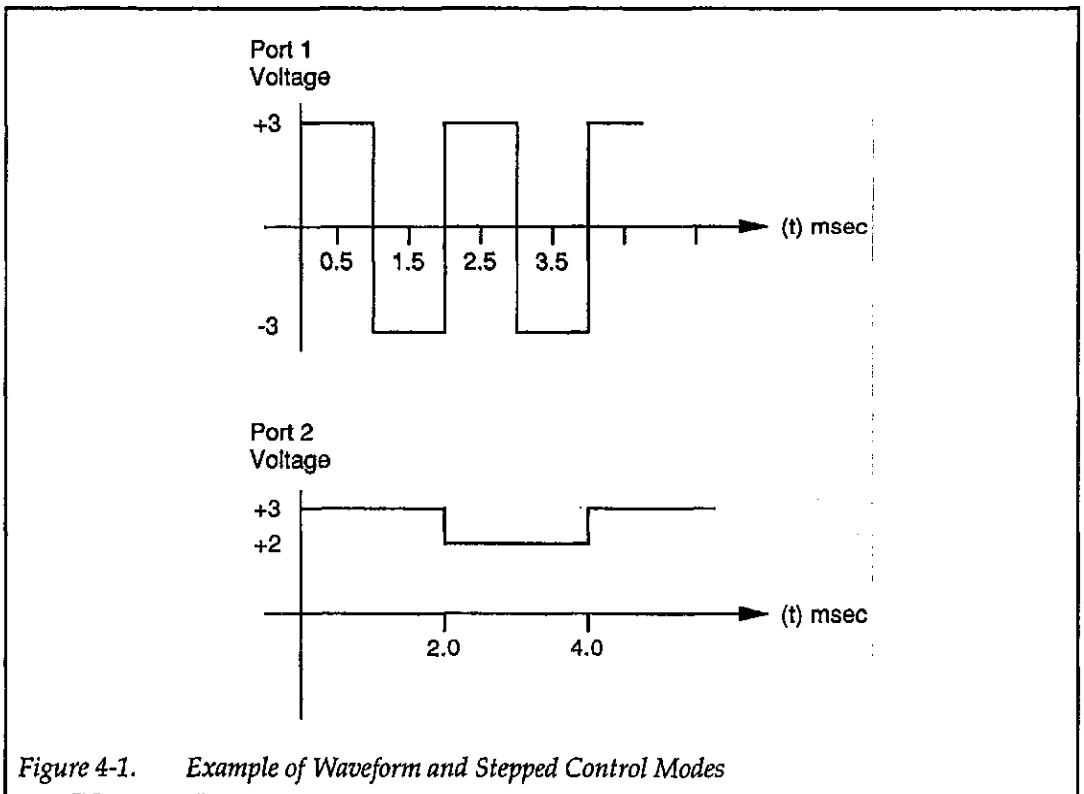 Port 1
Voltage
+3
(t) msec
0.5 1.5 2.5 3.5
-3
Port 2
Voltage
+3
+2
(t) msec
2.0 4.0
Figure 4-1. Example of Waveform and Stepped Control Modes